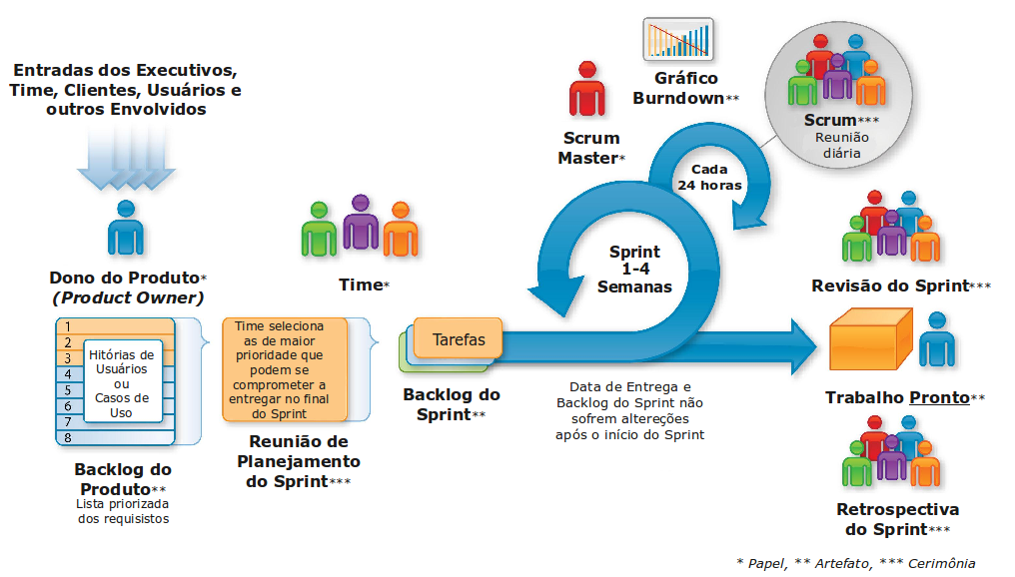 Entradas dos Executivos,
Time, Clientes, Usuários e
outros Envolvidos
Dono do Produto*
(Product Owner)
1
2
3
4
5
6
7
8
Hitórias de
Usuários
ou
Casos de
Uso
Backlog do
Produto**
Lista priorizada
dos requisistos
Time*
Time seleciona
as de maior
prioridade que
podem se
comprometer a
entregar no final
do Sprint
Reunião de
Planejamento
do Sprint***
Tarefas
Backlog do
Sprint**
Scrum
Master*
Gráfico
Burndown**
Scrum***
Reunião
diária
Cada
24 horas
Sprint
1-4
Semanas
Data de Entrega e
Backlog do Sprint não
sofrem altereções
após o início do Sprint
Revisão do Sprint***
Trabalho Pronto**
Retrospectiva
do Sprint***
* Papel, ** Artefato, *** Cerimônia